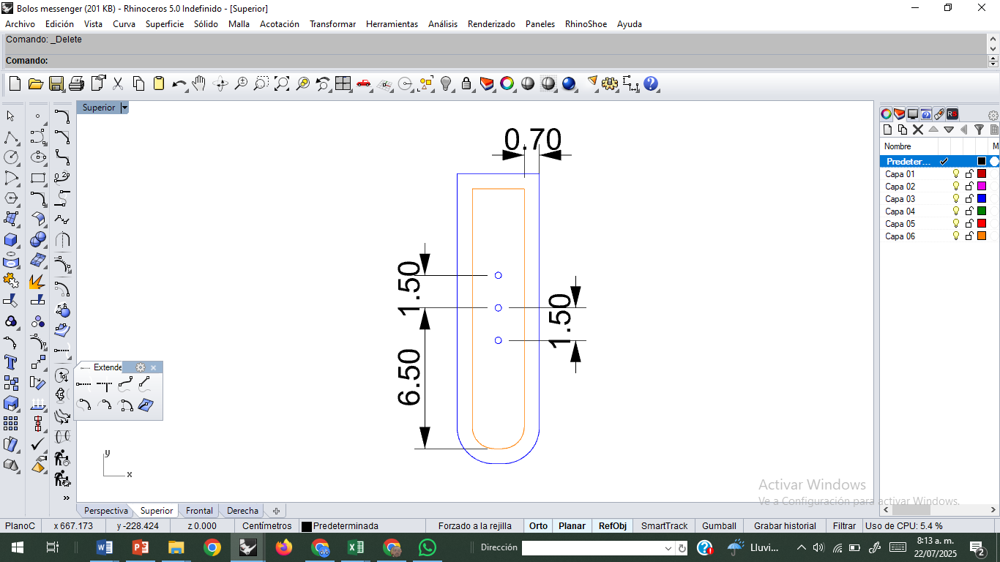 Bolos messenger (201 KB) - Rhinoceros 5.0 Indefinido - [Superior]
Archivo Edición Vista Curva Superficie Sólido Malla Acotación Transformar Herramientas Análisis Renderizado Paneles RhinoShoe Ayuda
Comando: _Delete
Comando:
Superior
0.70
1.50
1.50
6.50
Extende
y
x
Nombre M
Predeter...
Capa 01
Capa 02
Capa 03
Capa 04
Capa 05
Capa 06
Activar Windows
Ve a Configuración para activar Windows.
Perspectiva Superior Frontal Derecha
PlanoC x 667.173 y -228.424 z 0.000 Centímetros Predeterminada Forzado a la rejilla Orto Planar RefObj SmartTrack Gumball Grabar historial Filtrar Uso de CPU: 5.4 %
Dirección Lluvi... 8:13 a. m.
22/07/2025 2